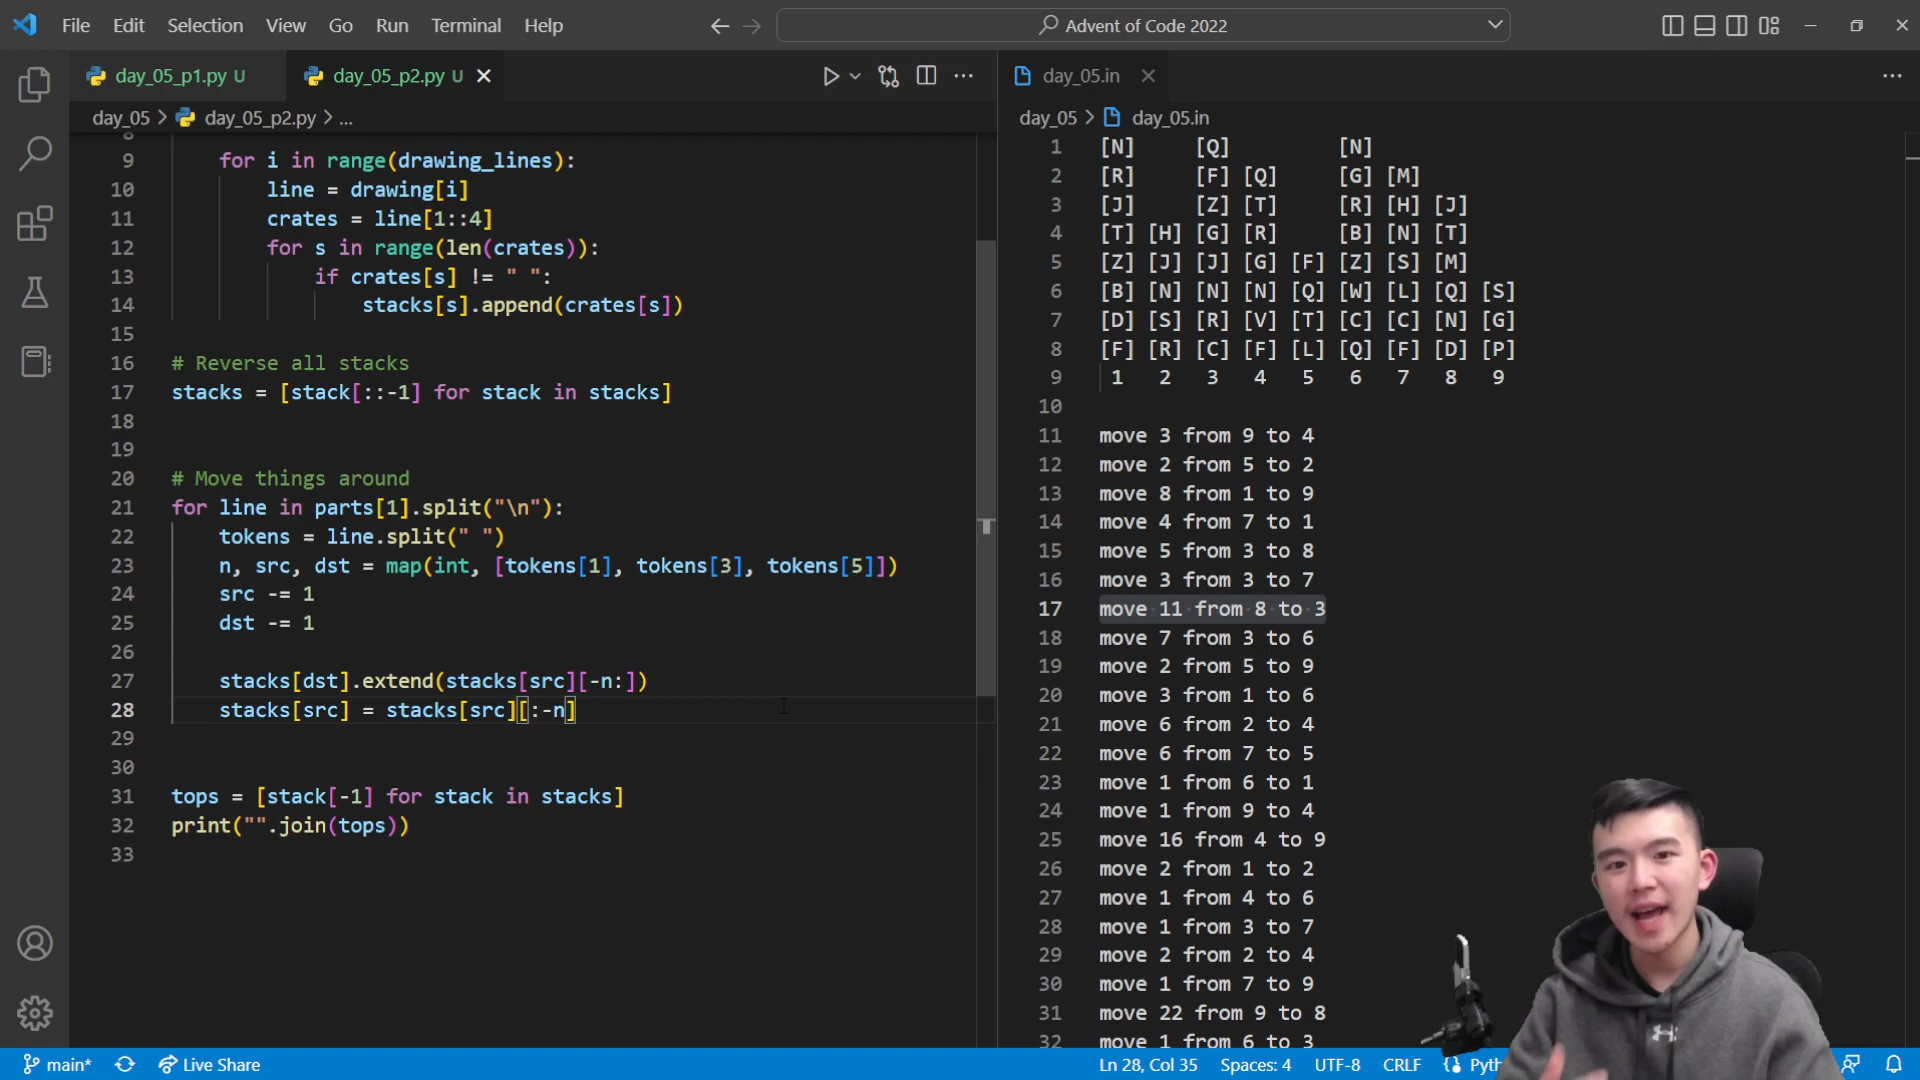 File Edit Selection View Go Run Terminal Help
Advent of Code 2022
day_05_p1.py U
day_05_p2.py U
day_05 > day_05_p2.py > ...
9 for i in range(drawing_lines):
10 line = drawing[i]
11 crates = line[1::4]
12 for s in range(len(crates)):
13 if crates[s] != " ":
14 stacks[s].append(crates[s])
15
16 # Reverse all stacks
17 stacks = [stack[::-1] for stack in stacks]
18
19
20 # Move things around
21 for line in parts[1].split("\n"):
22 tokens = line.split(" ")
23 n, src, dst = map(int, [tokens[1], tokens[3], tokens[5]])
24 src -= 1
25 dst -= 1
26
27 stacks[dst].extend(stacks[src][-n:])
28 stacks[src] = stacks[src][:-n]
29
30
31 tops = [stack[-1] for stack in stacks]
32 print("".join(tops))
33
day_05.in
day_05 > day_05.in
1 [N]     [Q]         [N]
2 [R]     [F] [Q]     [G] [M]
3 [J]     [Z] [T]     [R] [H] [J]
4 [T] [H] [G] [R]     [B] [N] [T]
5 [Z] [J] [J] [G] [F] [Z] [S] [M]
6 [B] [N] [N] [N] [Q] [W] [L] [Q] [S]
7 [D] [S] [R] [V] [T] [C] [C] [N] [G]
8 [F] [R] [C] [F] [L] [Q] [F] [D] [P]
9  1   2   3   4   5   6   7   8   9
10
11 move 3 from 9 to 4
12 move 2 from 5 to 2
13 move 8 from 1 to 9
14 move 4 from 7 to 1
15 move 5 from 3 to 8
16 move 3 from 3 to 7
17 move 11 from 8 to 3
18 move 7 from 3 to 6
19 move 2 from 5 to 9
20 move 3 from 1 to 6
21 move 6 from 2 to 4
22 move 6 from 7 to 5
23 move 1 from 6 to 1
24 move 1 from 9 to 4
25 move 16 from 4 to 9
26 move 2 from 1 to 2
27 move 1 from 4 to 6
28 move 1 from 3 to 7
29 move 2 from 2 to 4
30 move 1 from 7 to 9
31 move 22 from 9 to 8
32 move 1 from 6 to 3
main* Live Share Ln 28, Col 35 Spaces: 4 UTF-8 CRLF